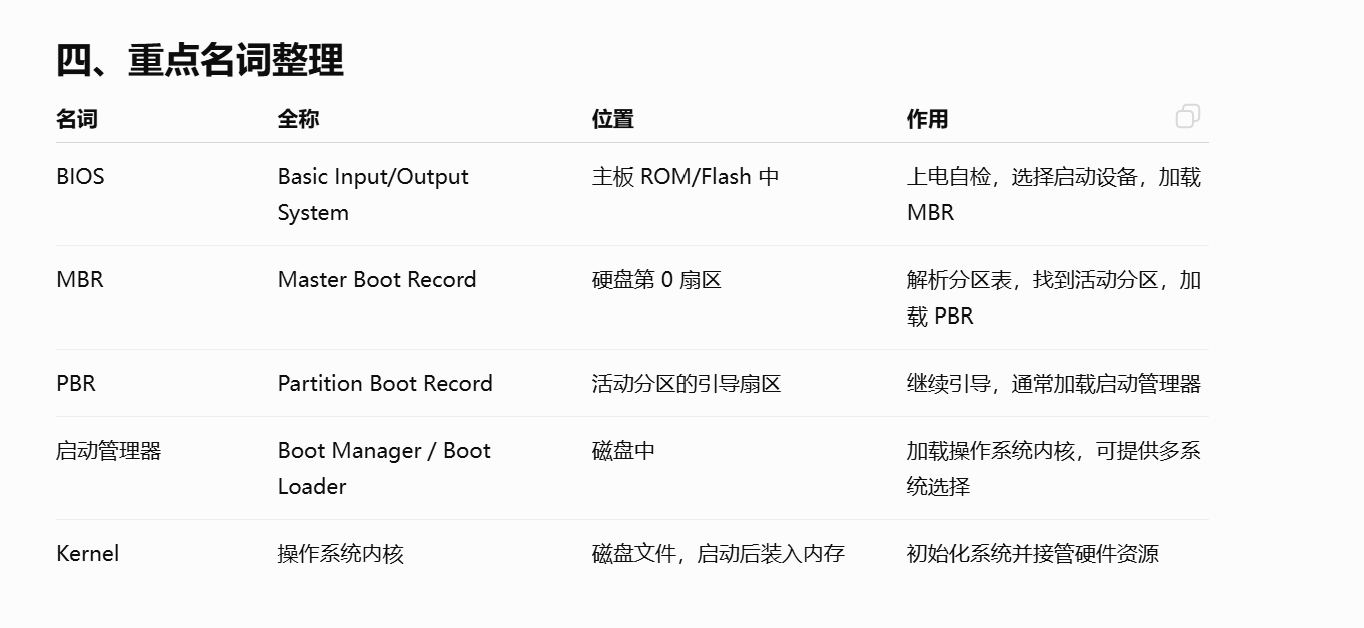 四、重点名词整理
名词 全称 位置 作用
BIOS Basic Input/Output 主板 ROM/Flash 中 上电自检，选择启动设备，加载
System MBR
MBR Master Boot Record 硬盘第 0 扇区 解析分区表，找到活动分区，加
载 PBR
PBR Partition Boot Record 活动分区的引导扇区 继续引导，通常加载启动管理器
启动管理器 Boot Manager / Boot 磁盘中 加载操作系统内核，可提供多系
Loader 统选择
Kernel 操作系统内核 磁盘文件，启动后装入内存 初始化系统并接管硬件资源